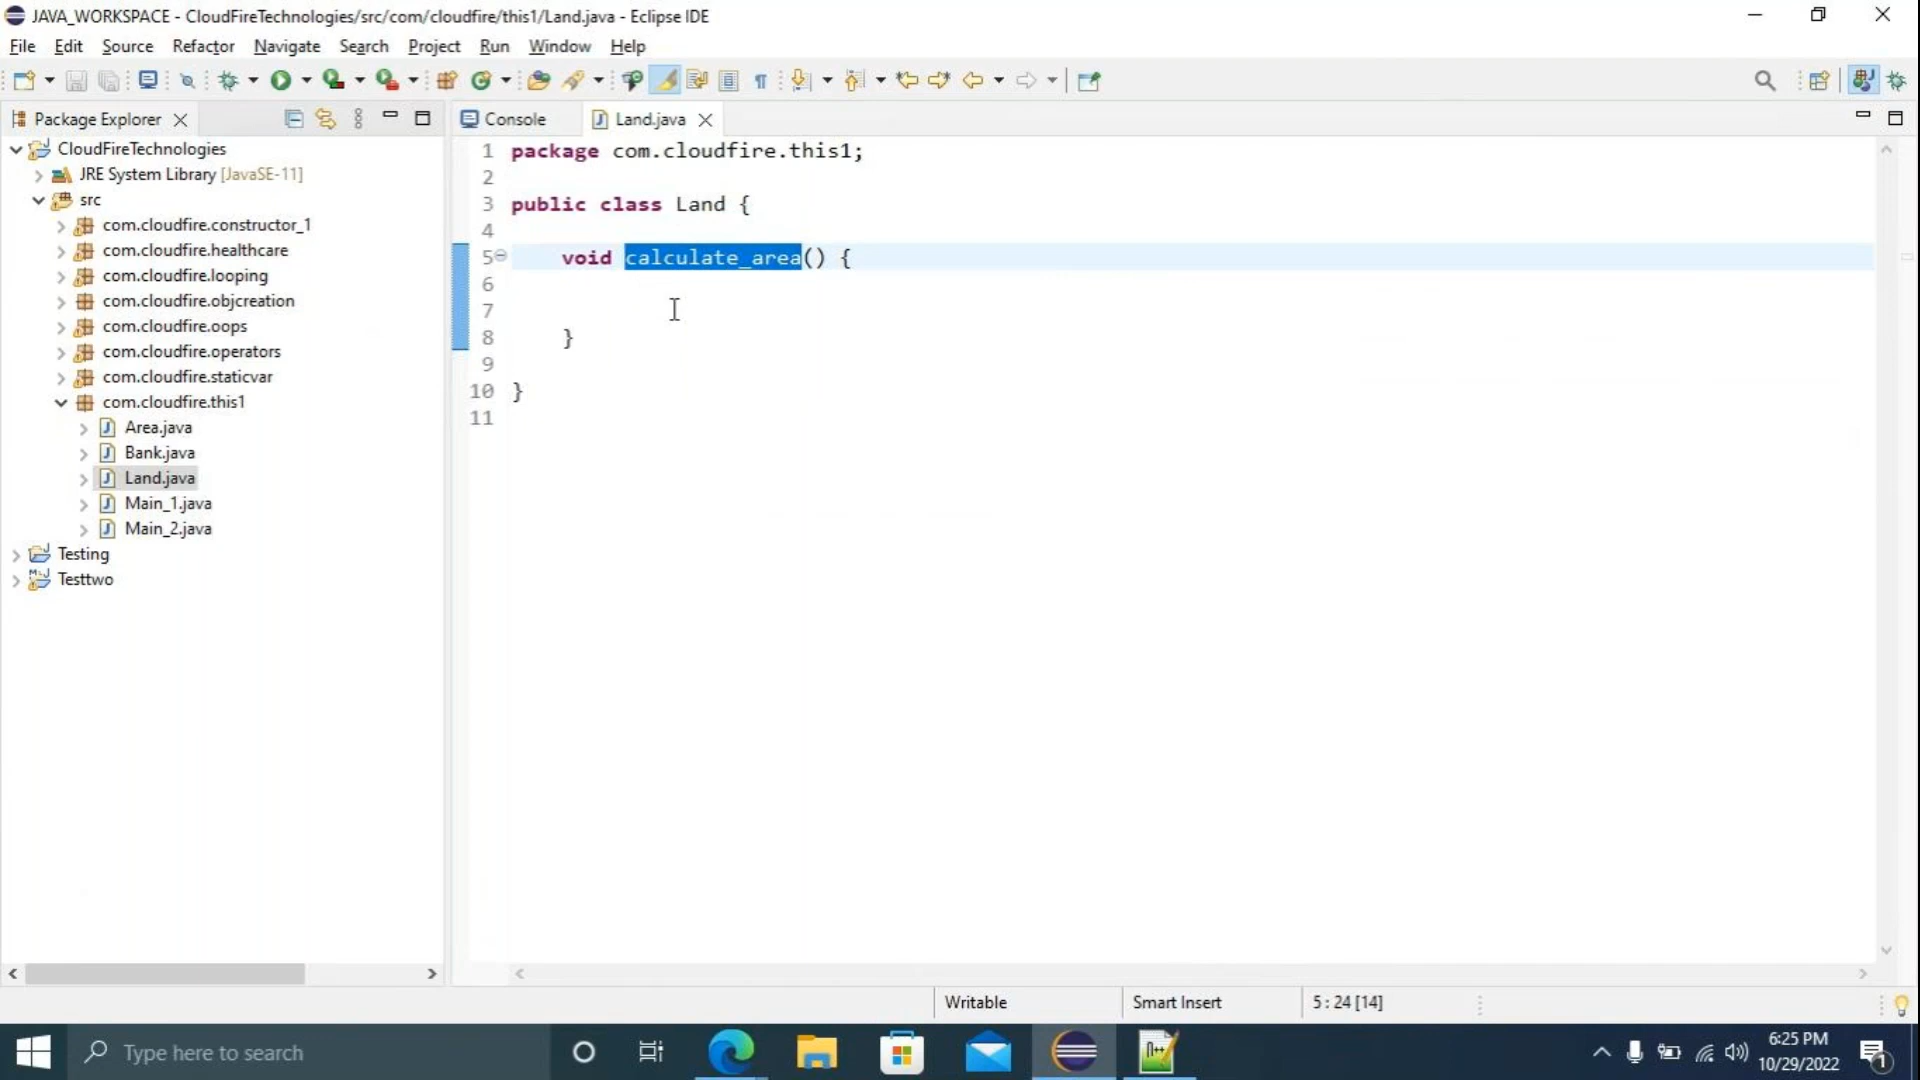 JAVA_WORKSPACE - CloudFireTechnologies/src/com/cloudfire/this1/Land.java - Eclipse IDE
File Edit Source Refactor Navigate Search Project Run Window Help
Package Explorer
Console Land.java
CloudFireTechnologies
JRE System Library [JavaSE-11]
src
com.cloudfire.constructor_1
com.cloudfire.healthcare
com.cloudfire.looping
com.cloudfire.objcreation
com.cloudfire.oops
com.cloudfire.operators
com.cloudfire.staticvar
com.cloudfire.this1
Area.java
Bank.java
Land.java
Main_1.java
Main_2.java
Testing
Testtwo
1 package com.cloudfire.this1;
2
3 public class Land {
4
5 void calculate_area() {
6
7
8 }
9
10 }
11
Writable Smart Insert 5 : 24 [14]
Type here to search
6:25 PM
10/29/2022
1